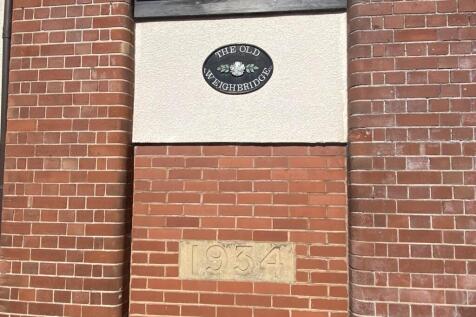 THE OLD
WEIGHBRIDGE
1934